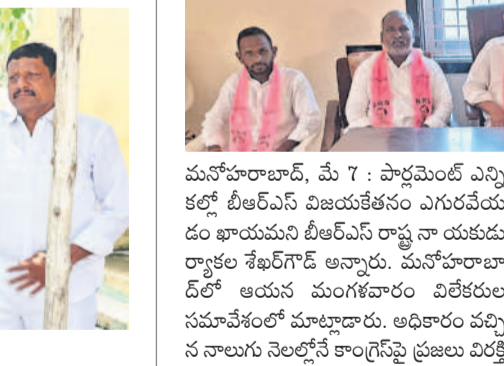 మనోహరాబాద్, మే 7 : పార్లమెంట్ ఎన్ని
కల్లో బీఆర్ఎస్ విజయకేతనం ఎగురవేయ
డం ఖాయమని బీఆర్ఎస్ రాష్ట్ర నా యకుడు
ర్యాకల శేఖర్‌గౌడ్ అన్నారు. మనోహరాబా
ద్‌లో ఆయన మంగళవారం విలేకరుల
సమావేశంలో మాట్లాడారు. అధికారం వచ్చి
న నాలుగు నెలల్లోనే కాంగ్రెస్‌పై ప్రజలు విరక్తి